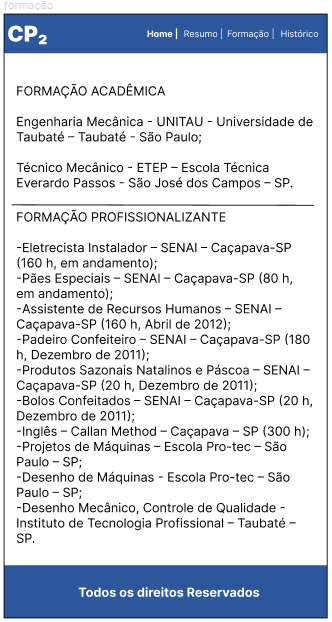 formação
CP2
Home | Resumo | Formação | Histórico
FORMAÇÃO ACADÊMICA
Engenharia Mecânica - UNITAU - Universidade de
Taubaté – Taubaté - São Paulo;
Técnico Mecânico - ETEP – Escola Técnica
Everardo Passos - São José dos Campos – SP.
FORMAÇÃO PROFISSIONALIZANTE
-Eletrecista Instalador – SENAI – Caçapava-SP
(160 h, em andamento);
-Pães Especiais – SENAI – Caçapava-SP (80 h,
em andamento);
-Assistente de Recursos Humanos – SENAI –
Caçapava-SP (160 h, Abril de 2012);
-Padeiro Confeiteiro – SENAI – Caçapava-SP (180
h, Dezembro de 2011);
-Produtos Sazonais Natalinos e Páscoa – SENAI –
Caçapava-SP (20 h, Dezembro de 2011);
-Bolos Confeitados – SENAI – Caçapava-SP (20 h,
Dezembro de 2011);
-Inglês – Callan Method – Caçapava – SP (300 h);
-Projetos de Máquinas – Escola Pro-tec – São
Paulo – SP;
-Desenho de Máquinas - Escola Pro-tec – São
Paulo – SP;
-Desenho Mecânico, Controle de Qualidade -
Instituto de Tecnologia Profissional – Taubaté –
SP.
Todos os direitos Reservados